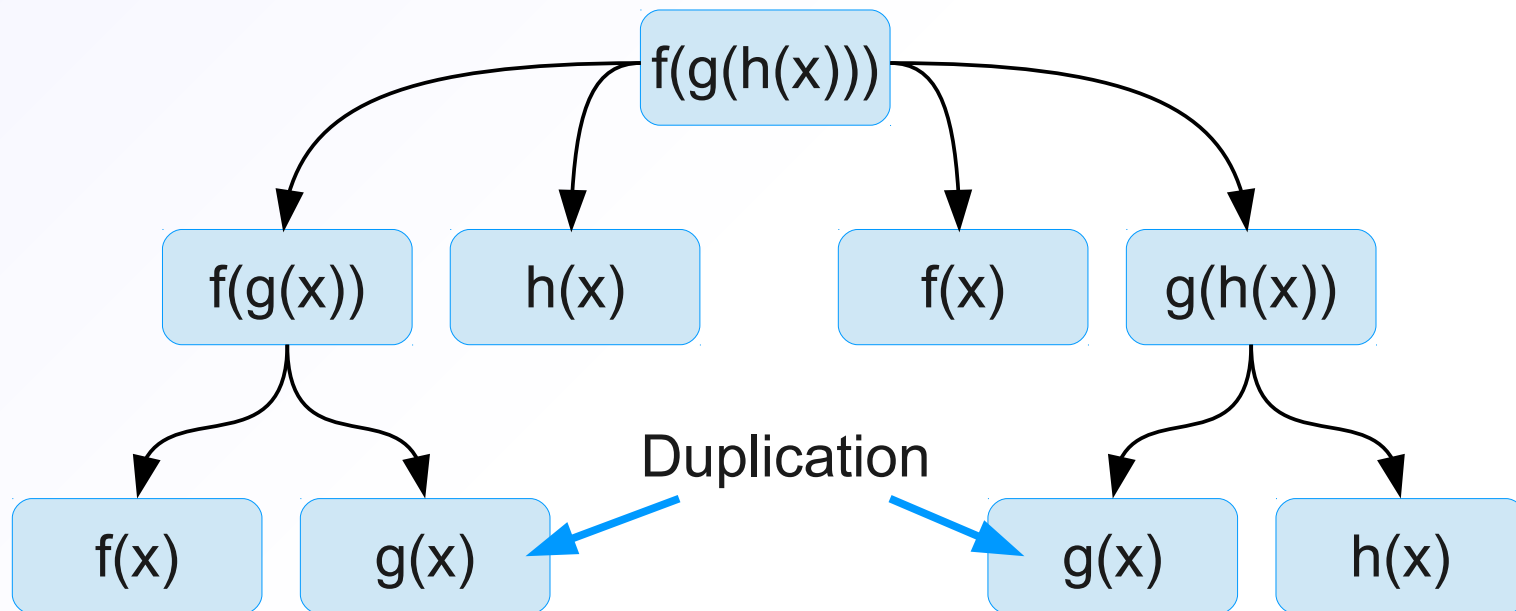 f(g(h(x)))
f(g(x))
h(x)
f(x)
g(h(x))
Duplication
f(x)
g(x)
g(x)
h(x)